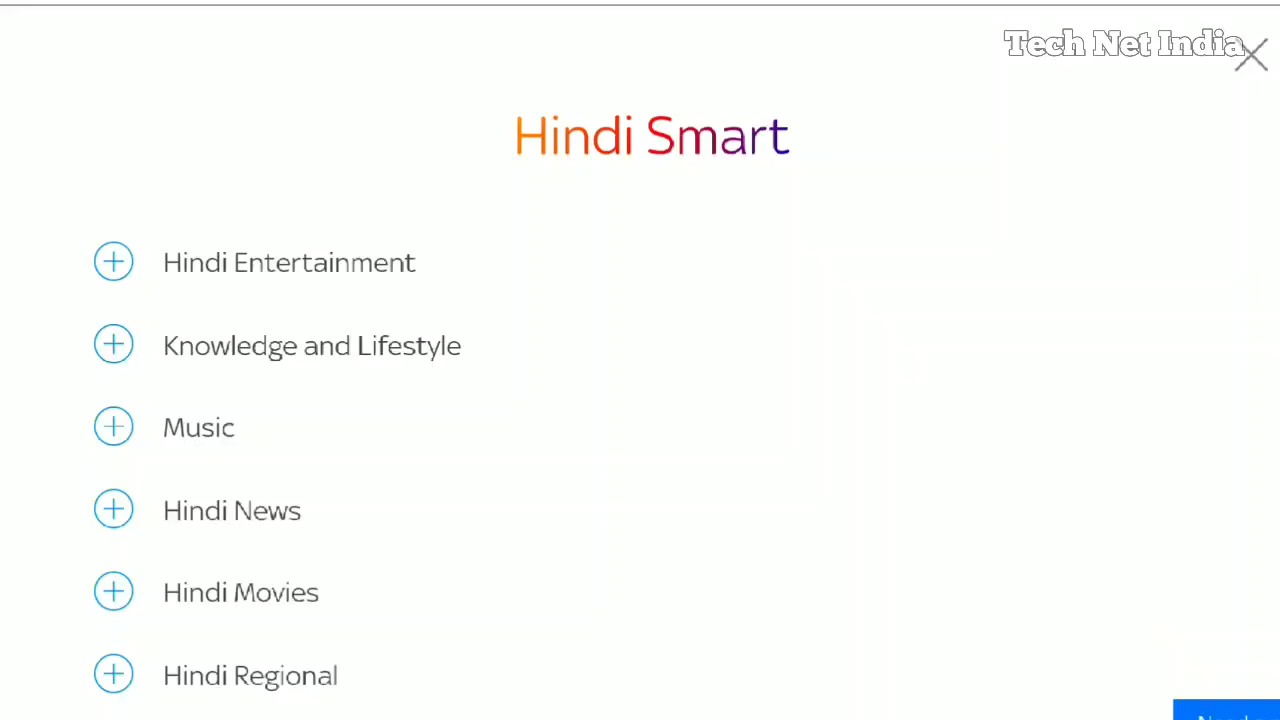 Tech Net India
Hindi Smart
Hindi Entertainment
Knowledge and Lifestyle
Music
Hindi News
Hindi Movies
Hindi Regional